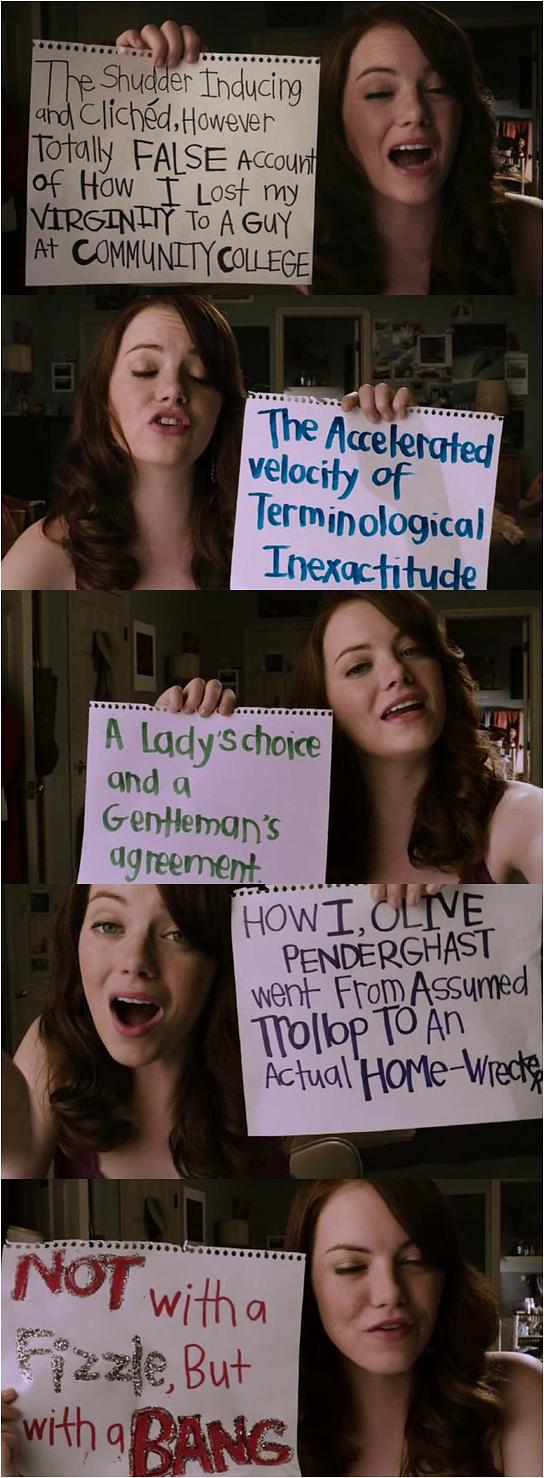 The Shudder Inducing
and Clichéd, However
Totally FALSE Account
of How I Lost my
VIRGINITY To A GUY
At COMMUNITY COLLEGE
The Accelerated
velocity of
Terminological
Inexactitude
A Lady's choice
and a
Gentleman's
agreement.
HOW I, OLIVE
PENDERGHAST
went From Assumed
Trollop To An
Actual HOMe-Wrecker
NOT with a
Fizzle, But
with a BANG